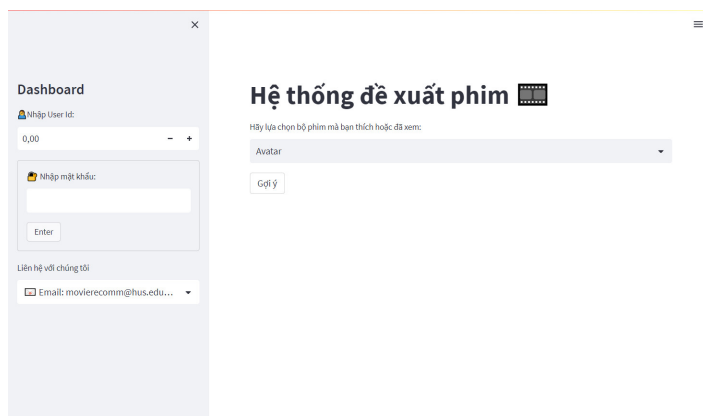 Dashboard
Nhập User Id:
0,00
Nhập mật khẩu:
Enter
Liên hệ với chúng tôi
Email: movierecomm@hus.edu...
Hệ thống đề xuất phim
Hãy lựa chọn bộ phim mà bạn thích hoặc đã xem:
Avatar
Gợi ý